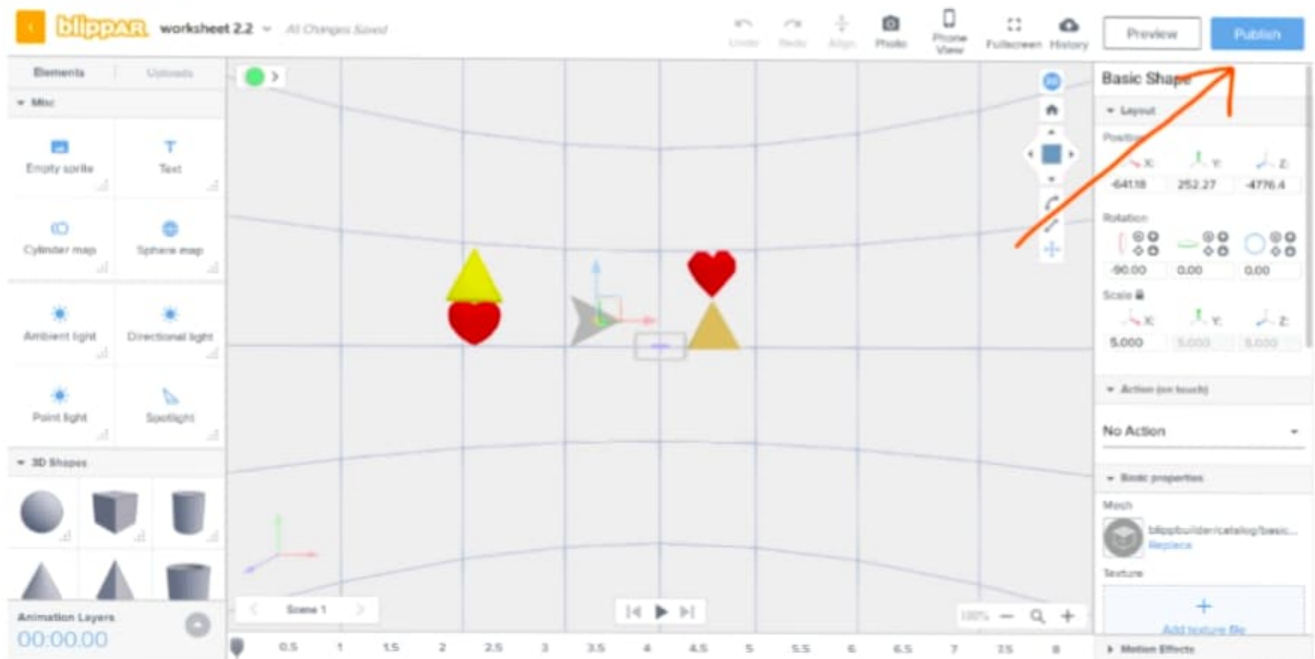 blippAR worksheet 2.2 All Changes Saved
Undo Redo Align Photo Phone View Fullscreen History
Preview Publish
Elements Uploads
Misc
Empty sprite Text
Cylinder map Sphere map
Ambient light Directional light
Point light Spotlight
3D Shapes
Animation Layers
00:00.00
Scene 1
100%
0.5 1 1.5 2 2.5 3 3.5 4 4.5 5 5.5 6 6.5 7 7.5 8
Basic Shape
Layout
Position
X: Y: Z:
-641.18 252.27 -4776.4
Rotation
-90.00 0.00 0.00
Scale
X: Y: Z:
5.000 5.000 5.000
Action (on touch)
No Action
Basic properties
Mesh
blippbuilder/catalog/basic...
Replace
Texture
Add texture file
Motion Effects